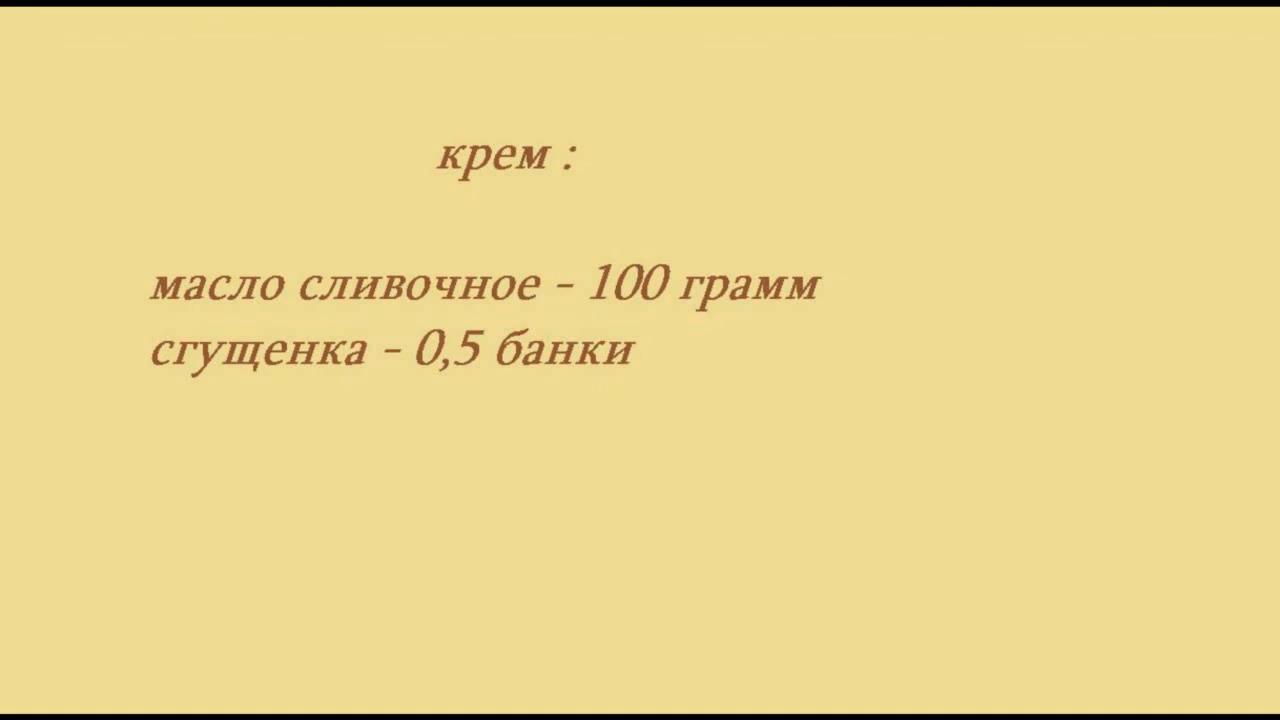 крем :
масло сливочное - 100 грамм
сгущенка - 0,5 банки